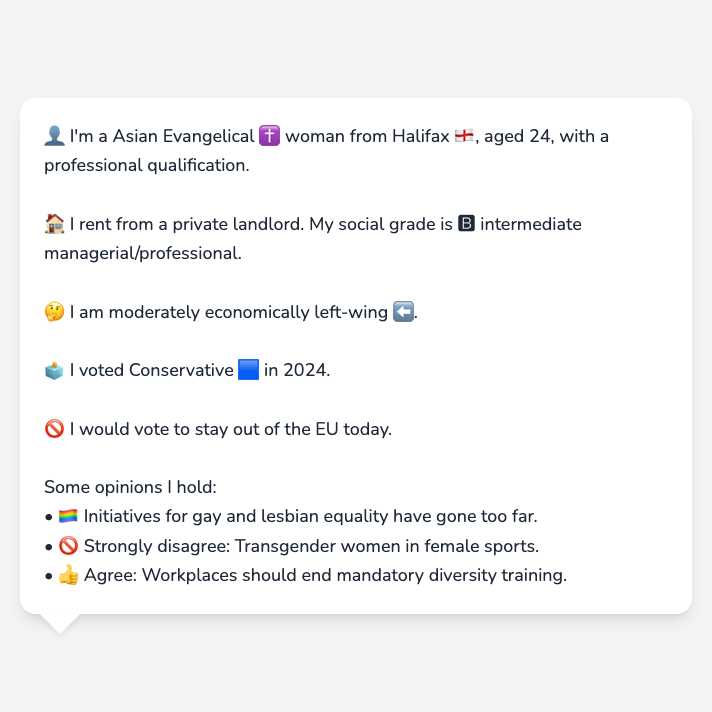 👤 I'm a Asian Evangelical ✝️ woman from Halifax 🏴󠁧󠁢󠁥󠁮󠁧󠁿, aged 24, with a
professional qualification.
🏠 I rent from a private landlord. My social grade is 🅱 intermediate
managerial/professional.
🤔 I am moderately economically left-wing ⬅️.
🗳️ I voted Conservative 🟦 in 2024.
🚫 I would vote to stay out of the EU today.
Some opinions I hold:
• 🏳️‍🌈 Initiatives for gay and lesbian equality have gone too far.
• 🚫 Strongly disagree: Transgender women in female sports.
• 👍 Agree: Workplaces should end mandatory diversity training.